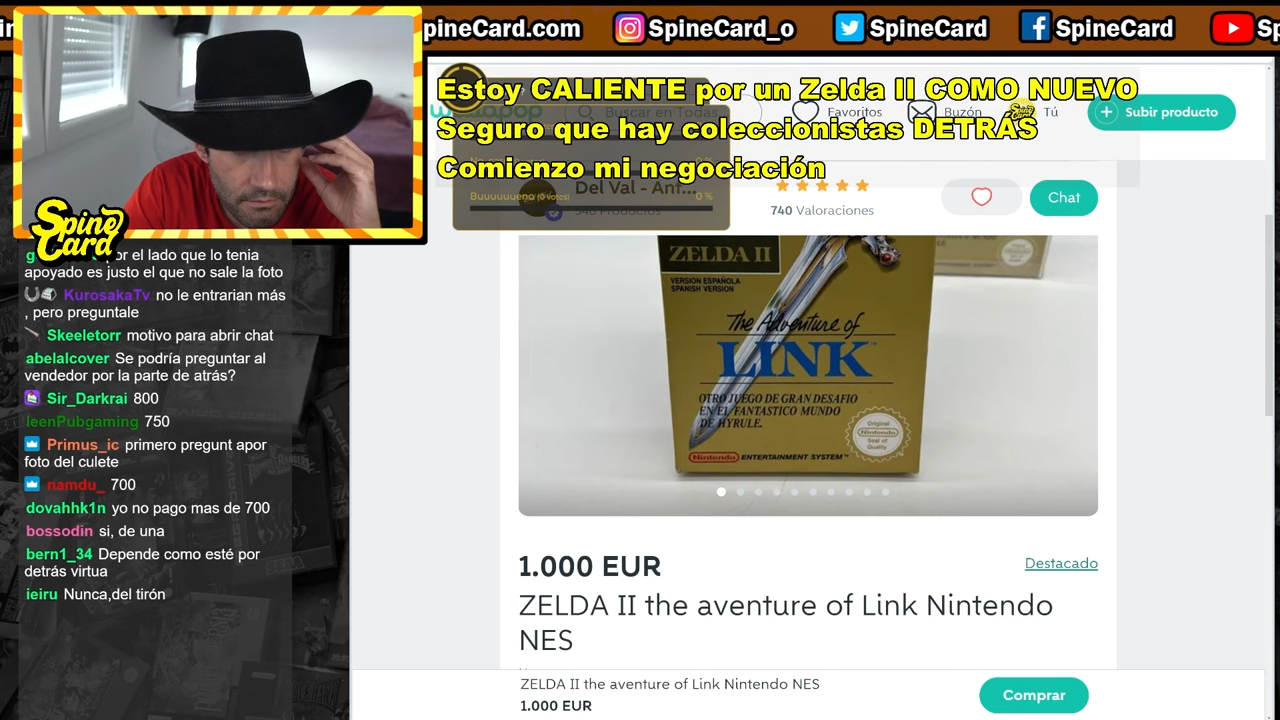 pineCard.com
SpineCard_o
SpineCard
SpineCard
Estoy CALIENTE por un Zelda II COMO NUEVO
Seguro que hay coleccionistas DETRÁS
Comienzo mi negociación
Buscar en Todas
Favoritos
Buzón
Tú
Subir producto
Buuuuuueno (0 votos)
0 %
0 %
Del Val - Ant...
740 Valoraciones
Chat
Spine
Card
por el lado que lo tenia
apoyado es justo el que no sale la foto
KurosakaTv no le entrarian más
, pero preguntale
Skeeletorr motivo para abrir chat
abelalcover Se podría preguntar al
vendedor por la parte de atrás?
Sir_Darkrai 800
leenPubgaming 750
Primus_ic primero pregunt apor
foto del culete
namdu_ 700
dovahhk1n yo no pago mas de 700
bossodin si, de una
bern1_34 Depende como esté por
detrás virtua
ieiru Nunca,del tirón
ZELDA II
VERSION ESPAÑOLA
SPANISH VERSION
The Adventure of
LINK
OTRO JUEGO DE GRAN DESAFIO
EN EL FANTASTICO MUNDO
DE HYRULE.
Original
Nintendo
Seal of
Quality
Nintendo ENTERTAINMENT SYSTEM
1.000 EUR
Destacado
ZELDA II the aventure of Link Nintendo
NES
ZELDA II the aventure of Link Nintendo NES
1.000 EUR
Comprar